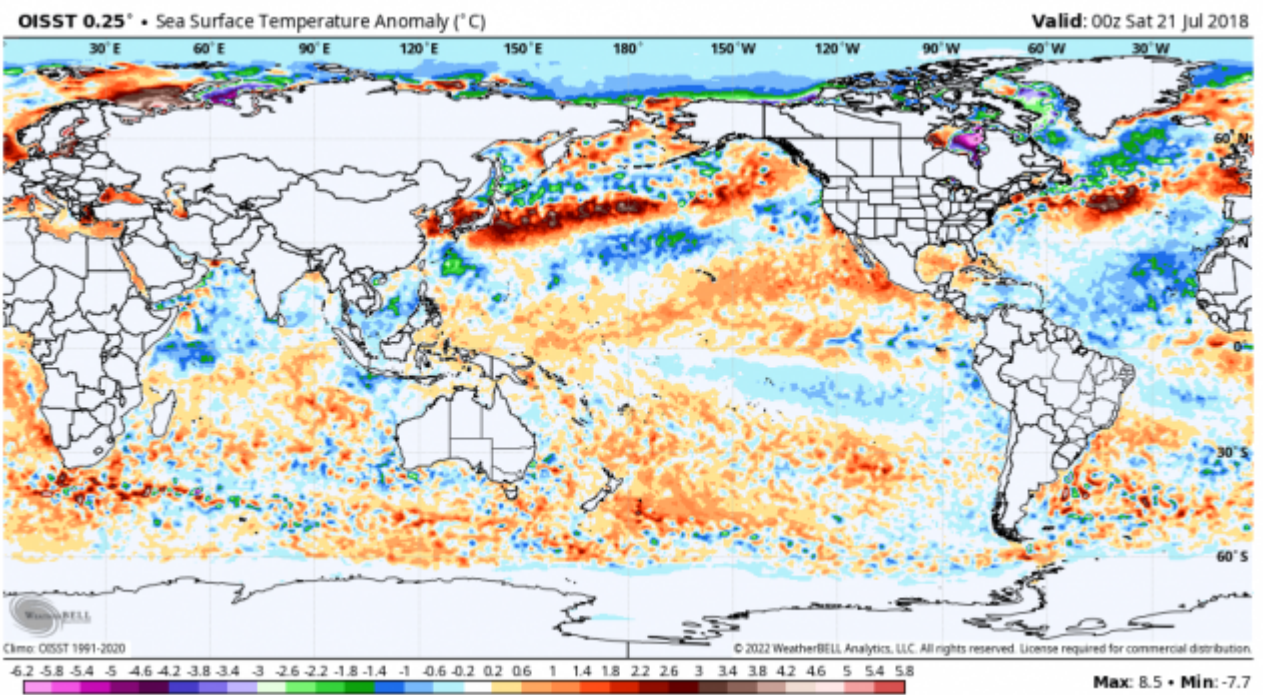 OISST 0.25° • Sea Surface Temperature Anomaly (°C)
Valid: 00z Sat 21 Jul 2018
30°E 60°E 90°E 120°E 150°E 180° 150°W 120°W 90°W 60°W 30°W
60°N
30°N
0°
30°S
60°S
WeatherBELL
Climo: OISST 1991-2020
© 2022 WeatherBELL Analytics, LLC. All rights reserved. License required for commercial distribution.
-6.2 -5.8 -5.4 -5 -4.6 -4.2 -3.8 -3.4 -3 -2.6 -2.2 -1.8 -1.4 -1 -0.6 -0.2 0.2 0.6 1 1.4 1.8 2.2 2.6 3 3.4 3.8 4.2 4.6 5 5.4 5.8
Max: 8.5 • Min: -7.7